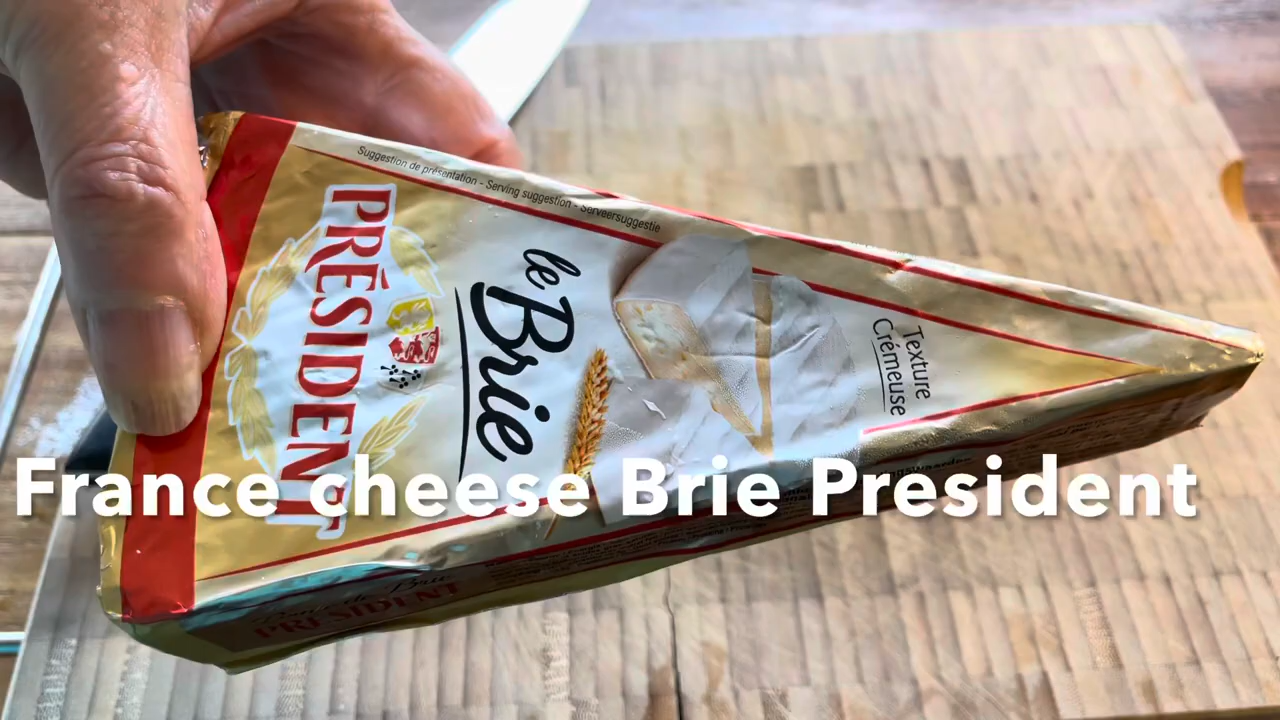 Suggestion de présentation - Serving suggestion - Serveersuggestie
PRÉSIDENT
le Brie
Texture
Crémeuse
France cheese Brie President
PRÉSIDENT